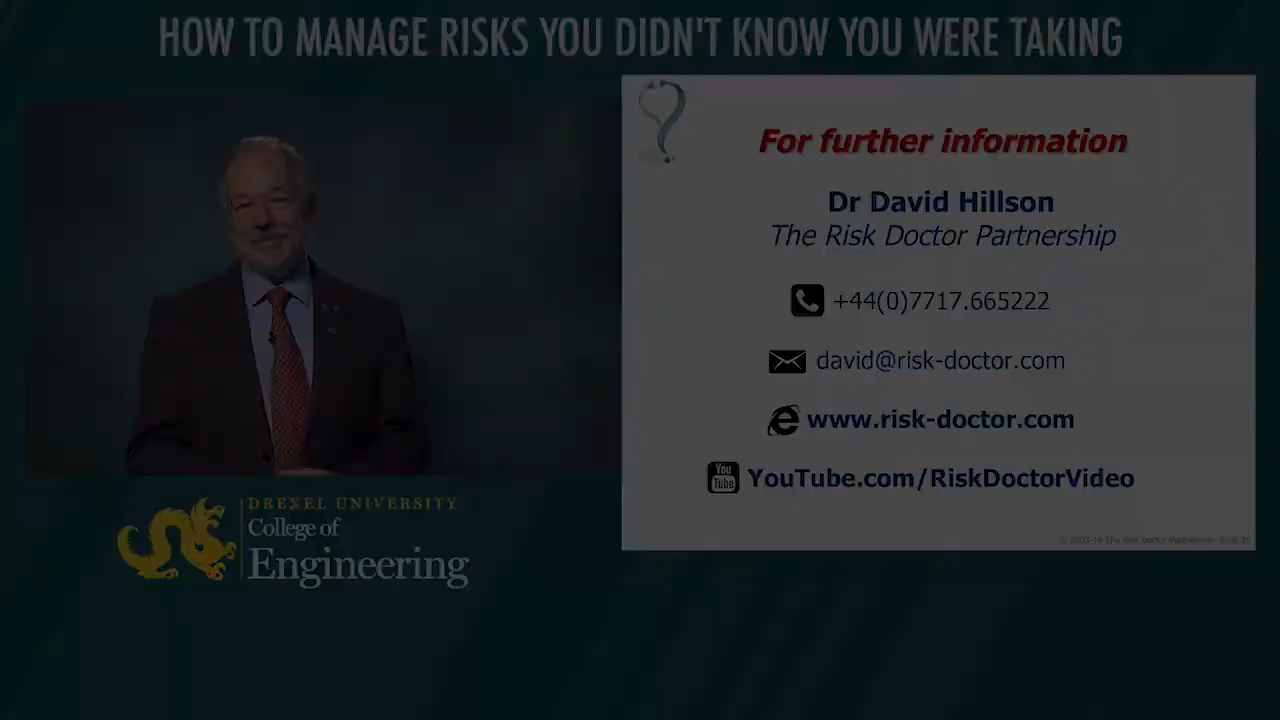 HOW TO MANAGE RISKS YOU DIDN'T KNOW YOU WERE TAKING
For further information
Dr David Hillson
The Risk Doctor Partnership
+44(0)7717.665222
david@risk-doctor.com
www.risk-doctor.com
You
Tube
YouTube.com/RiskDoctorVideo
DREXEL UNIVERSITY
College of
Engineering